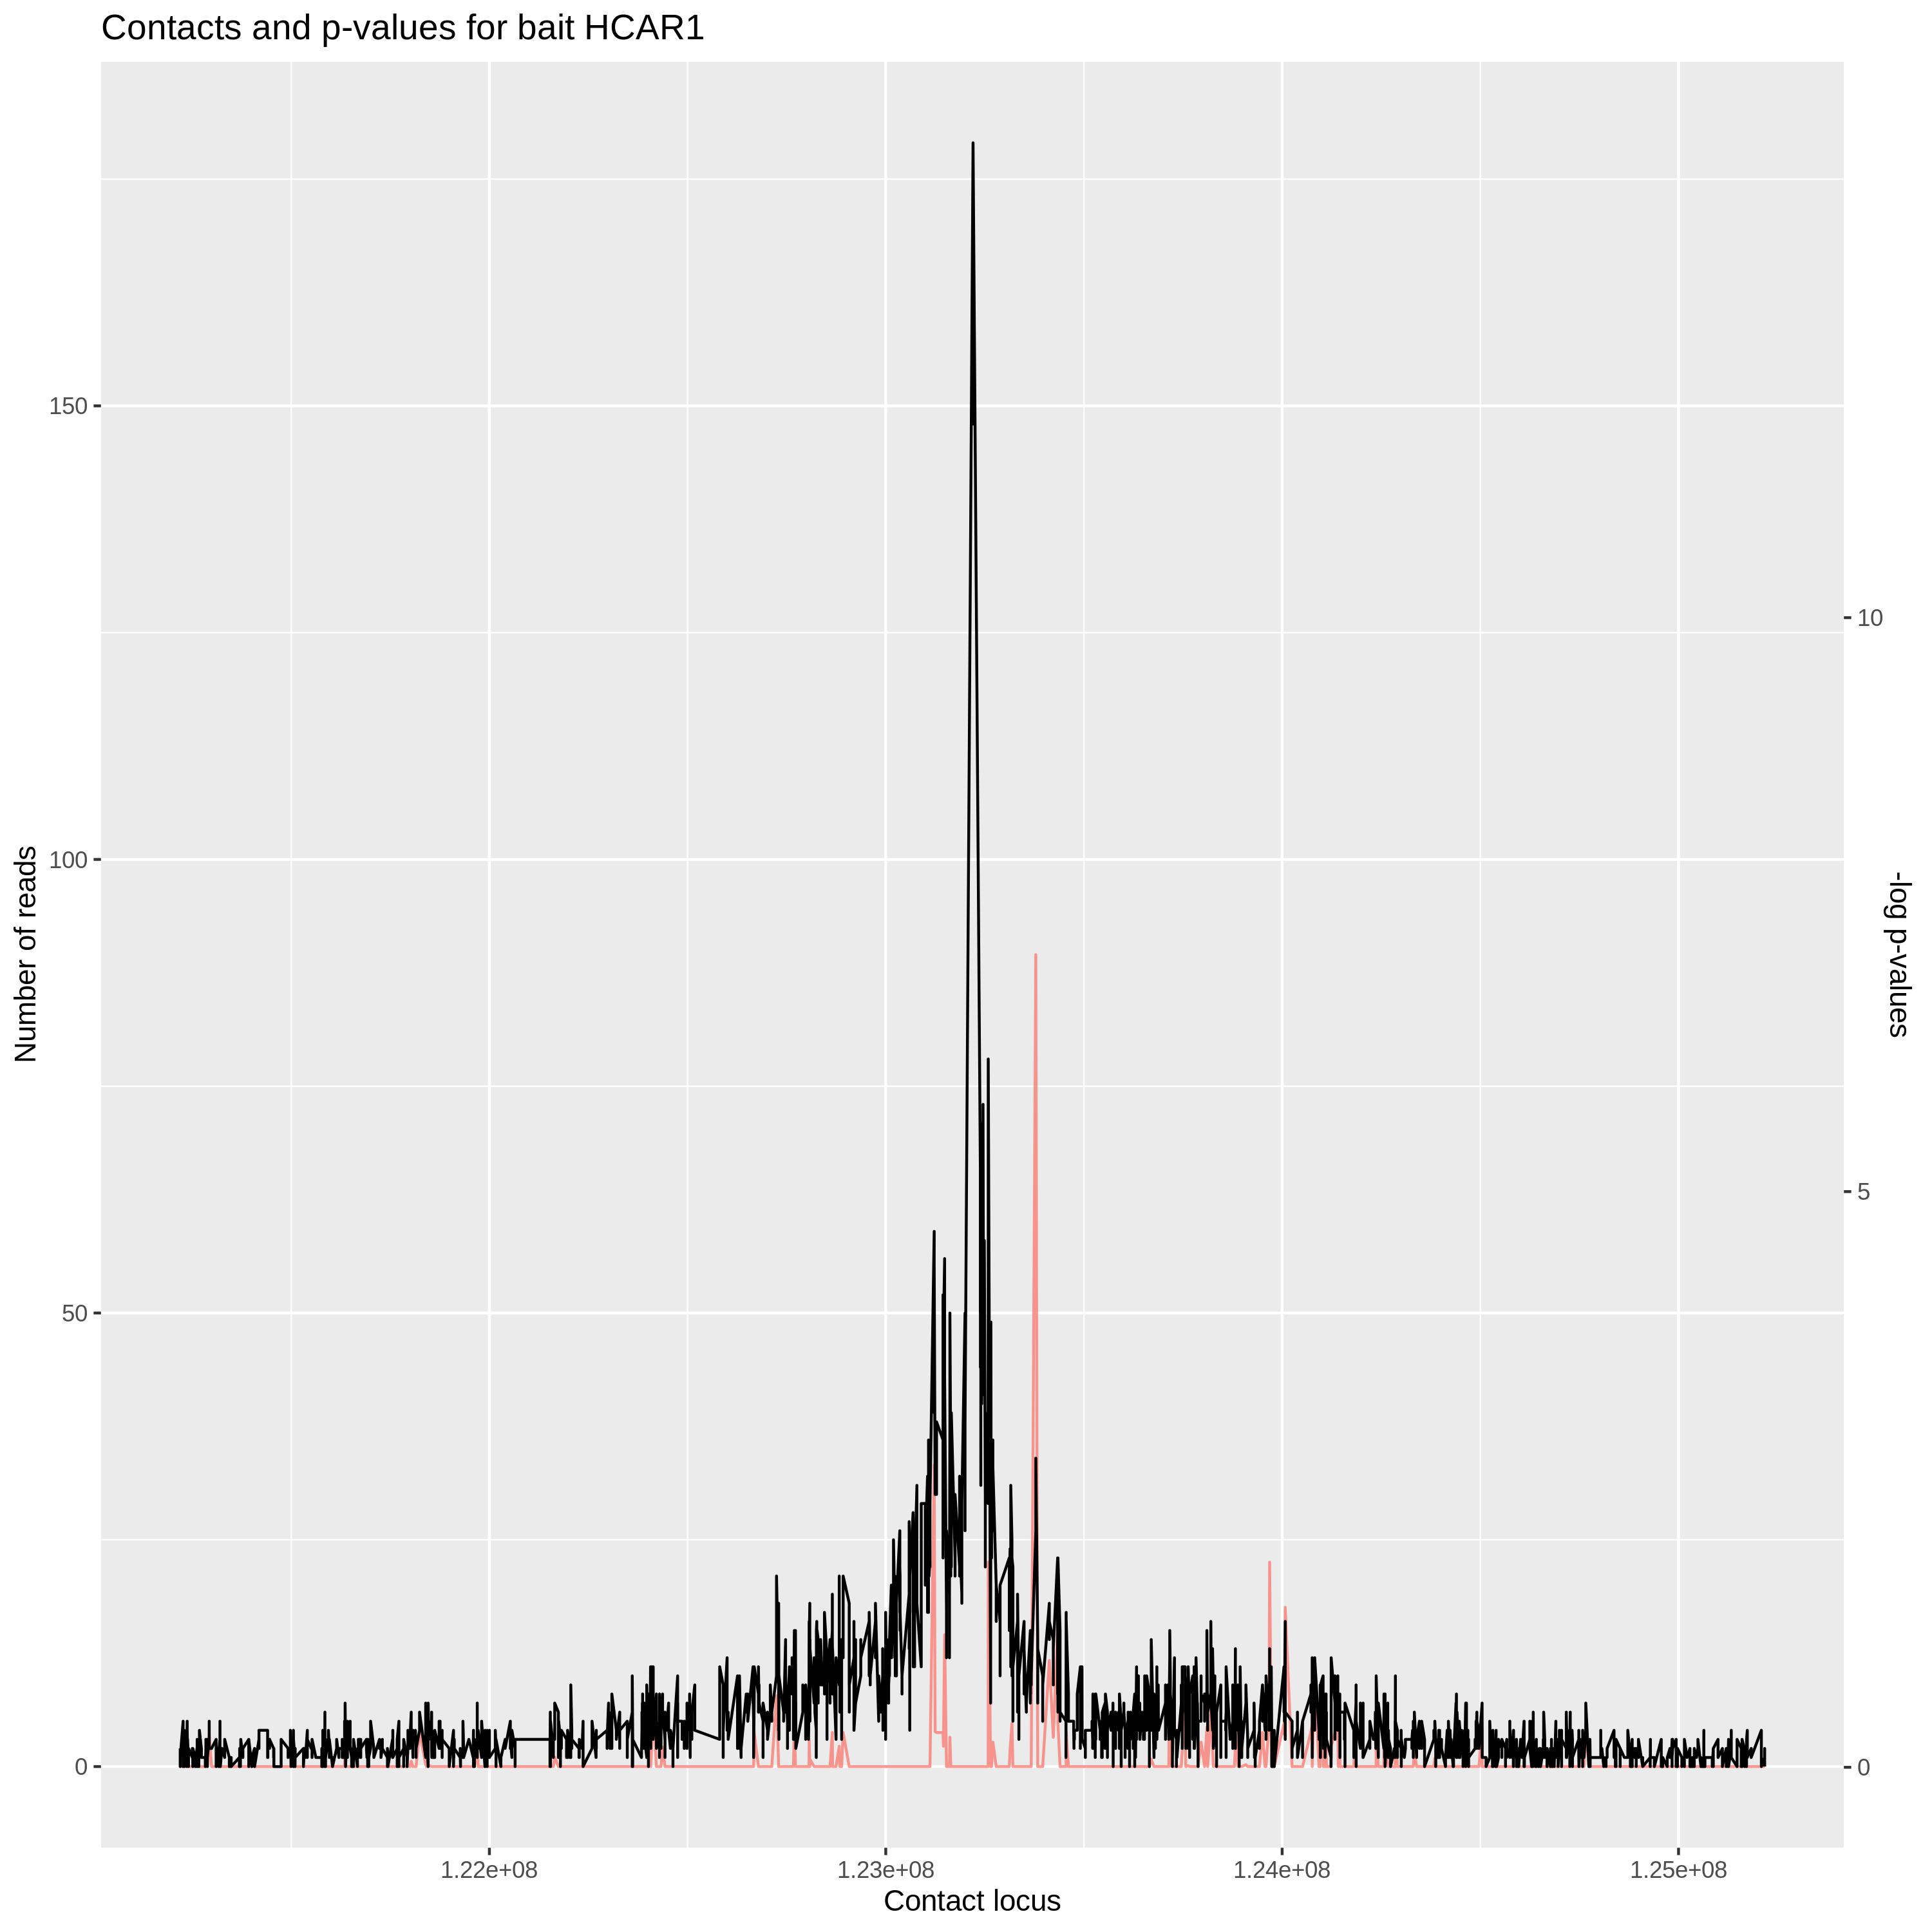 Contacts and p-values for bait HCAR1
Number of reads
150
100
50
0
10
5
0
-log p-values
1.22e+08
1.23e+08
1.24e+08
1.25e+08
Contact locus